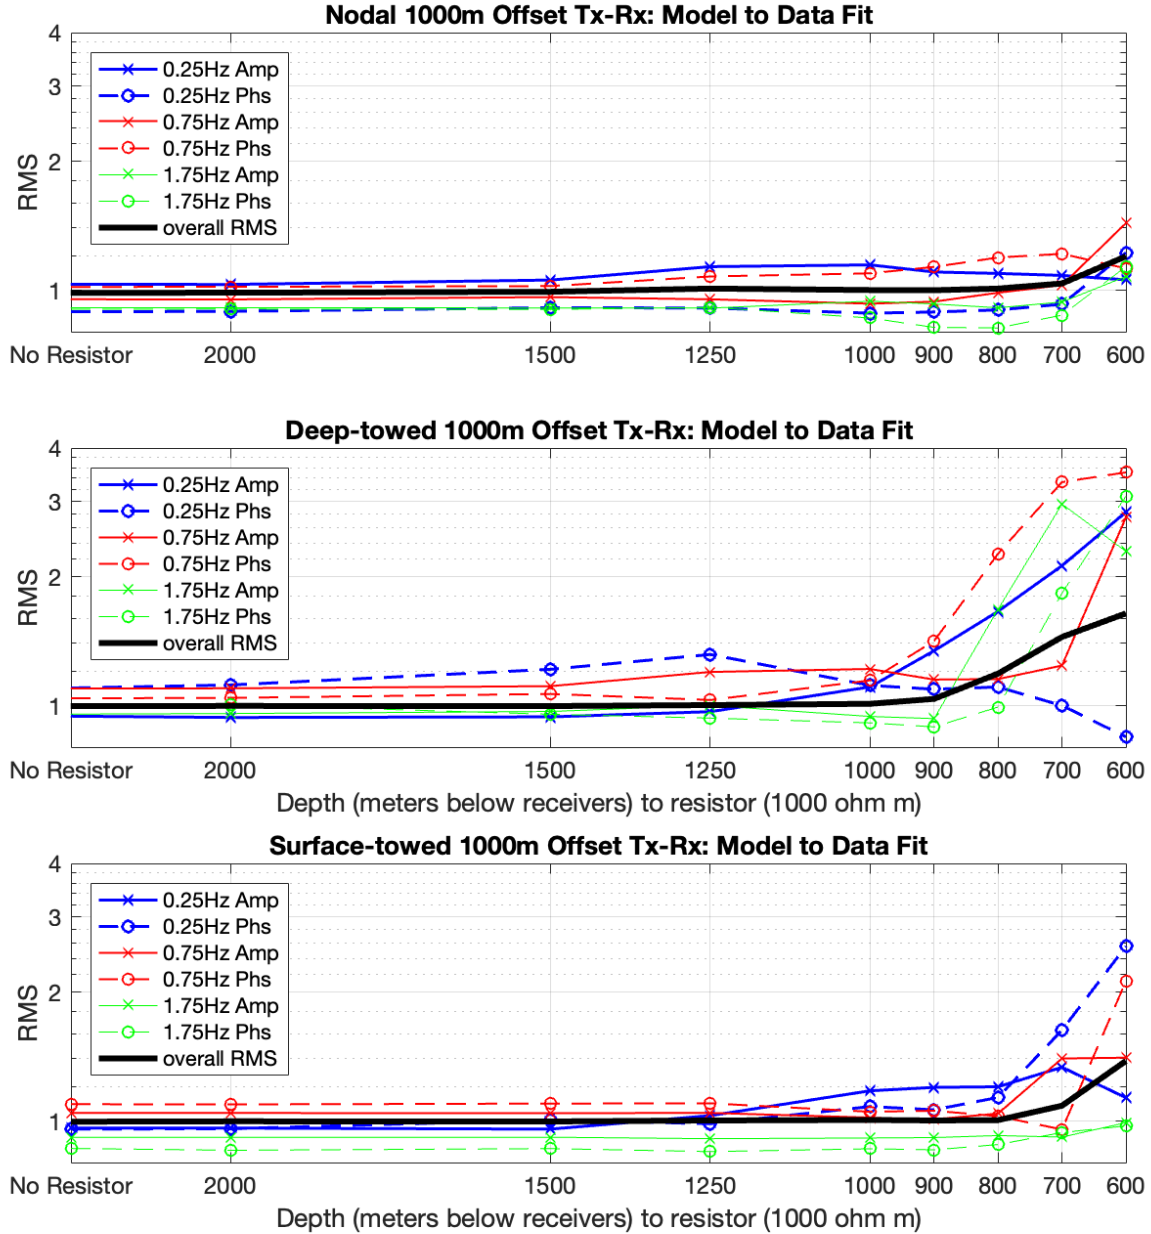 Nodal 1000m Offset Tx-Rx: Model to Data Fit
4
3
2
1
RMS
0.25Hz Amp
0.25Hz Phs
0.75Hz Amp
0.75Hz Phs
1.75Hz Amp
1.75Hz Phs
overall RMS
No Resistor 2000 1500 1250 1000 900 800 700 600
Deep-towed 1000m Offset Tx-Rx: Model to Data Fit
4
3
2
1
RMS
0.25Hz Amp
0.25Hz Phs
0.75Hz Amp
0.75Hz Phs
1.75Hz Amp
1.75Hz Phs
overall RMS
No Resistor 2000 1500 1250 1000 900 800 700 600
Depth (meters below receivers) to resistor (1000 ohm m)
Surface-towed 1000m Offset Tx-Rx: Model to Data Fit
4
3
2
1
RMS
0.25Hz Amp
0.25Hz Phs
0.75Hz Amp
0.75Hz Phs
1.75Hz Amp
1.75Hz Phs
overall RMS
No Resistor 2000 1500 1250 1000 900 800 700 600
Depth (meters below receivers) to resistor (1000 ohm m)